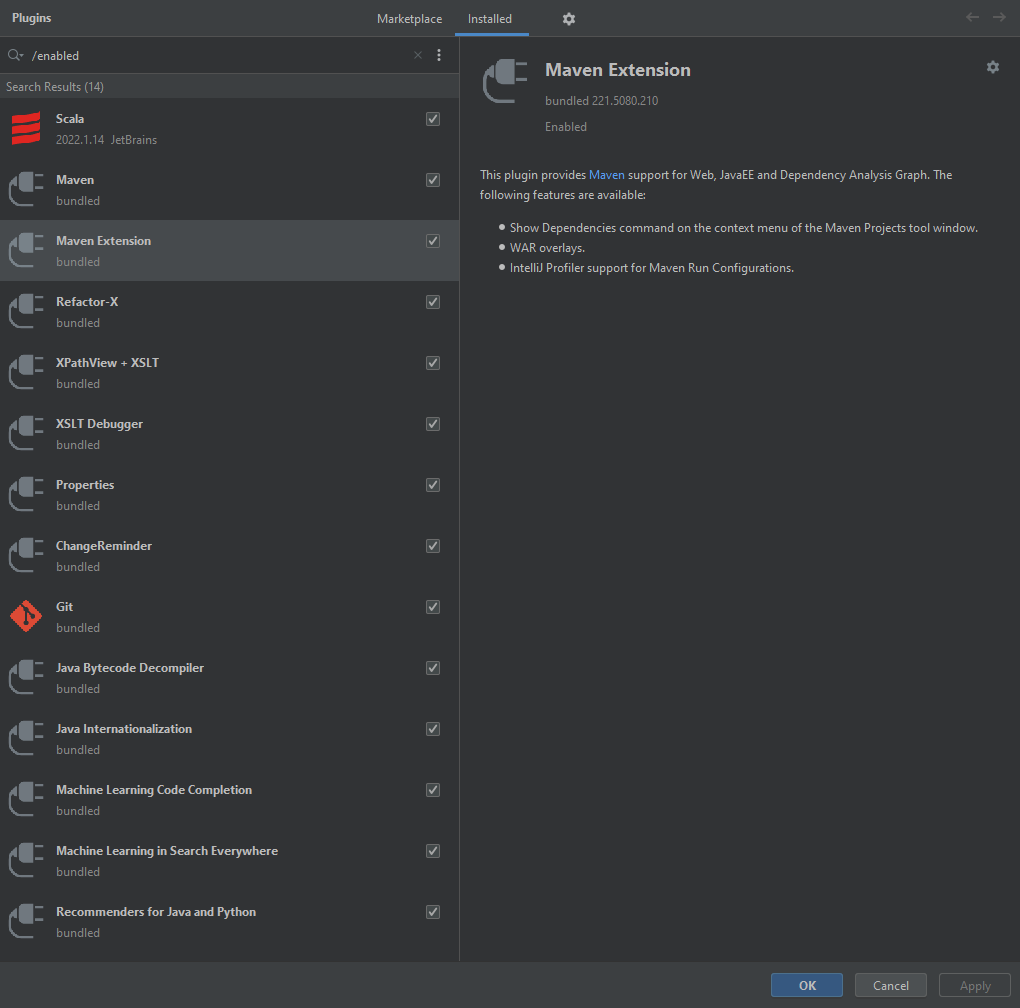 Plugins
Marketplace
Installed
/enabled
Search Results (14)
Scala
2022.1.14 JetBrains
Maven
bundled
Maven Extension
bundled
Refactor-X
bundled
XPathView + XSLT
bundled
XSLT Debugger
bundled
Properties
bundled
ChangeReminder
bundled
Git
bundled
Java Bytecode Decompiler
bundled
Java Internationalization
bundled
Machine Learning Code Completion
bundled
Machine Learning in Search Everywhere
bundled
Recommenders for Java and Python
bundled
Maven Extension
bundled 221.5080.210
Enabled
This plugin provides Maven support for Web, JavaEE and Dependency Analysis Graph. The
following features are available:
• Show Dependencies command on the context menu of the Maven Projects tool window.
• WAR overlays.
• IntelliJ Profiler support for Maven Run Configurations.
OK
Cancel
Apply